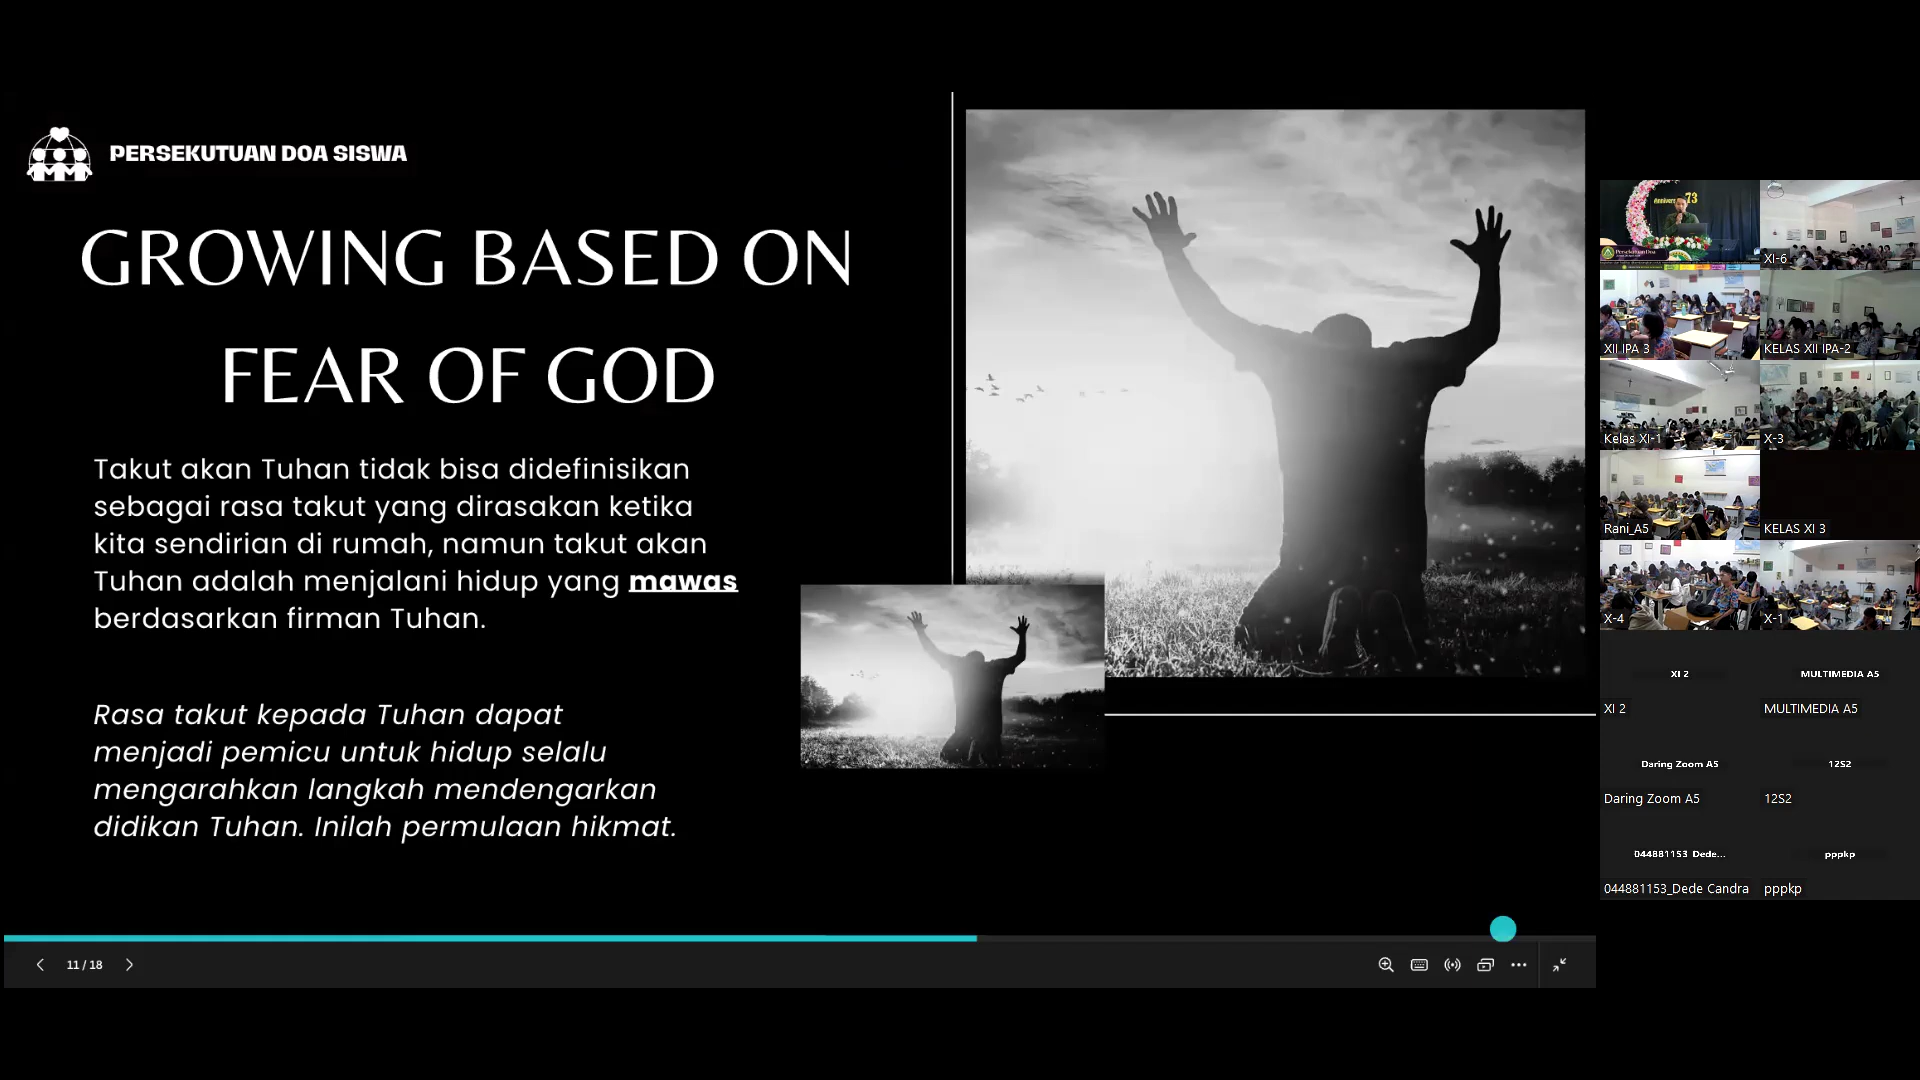 PERSEKUTUAN DOA SISWA
GROWING BASED ON
FEAR OF GOD
Takut akan Tuhan tidak bisa didefinisikan
sebagai rasa takut yang dirasakan ketika
kita sendirian di rumah, namun takut akan
Tuhan adalah menjalani hidup yang mawas
berdasarkan firman Tuhan.
Rasa takut kepada Tuhan dapat
menjadi pemicu untuk hidup selalu
mengarahkan langkah mendengarkan
didikan Tuhan. Inilah permulaan hikmat.
11 / 18
73
XI-6
XII IPA 3
KELAS XII IPA-2
Kelas XI-1
X-3
Rani_A5
KELAS XI 3
X-4
X-1
XI 2
MULTIMEDIA A5
XI 2
MULTIMEDIA A5
Daring Zoom A5
12S2
Daring Zoom A5
12S2
044881153_Dede...
pppkp
044881153_Dede Candra
pppkp